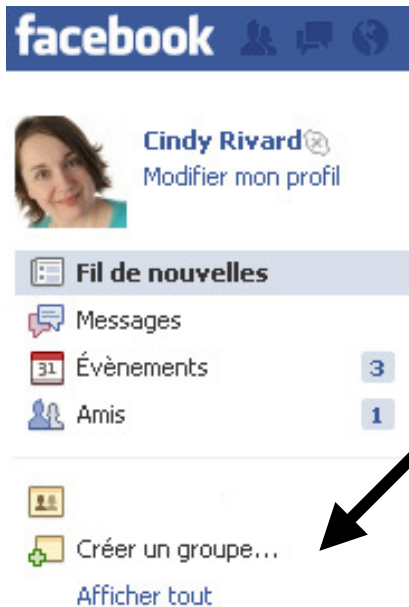 facebook
Cindy Rivard
Modifier mon profil
Fil de nouvelles
Messages
31 Évènements 3
Amis 1
Créer un groupe...
Afficher tout